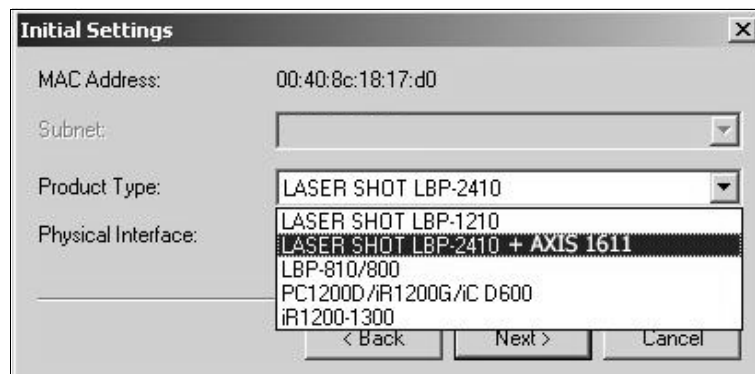 Initial Settings
MAC Address: 00:40:8c:18:17:d0
Subnet:
Product Type: LASER SHOT LBP-2410
Physical Interface:
LASER SHOT LBP-1210
LASER SHOT LBP-2410 + AXIS 1611
LBP-810/800
PC1200D/iR1200G/iC D600
iR1200-1300
< Back Next > Cancel